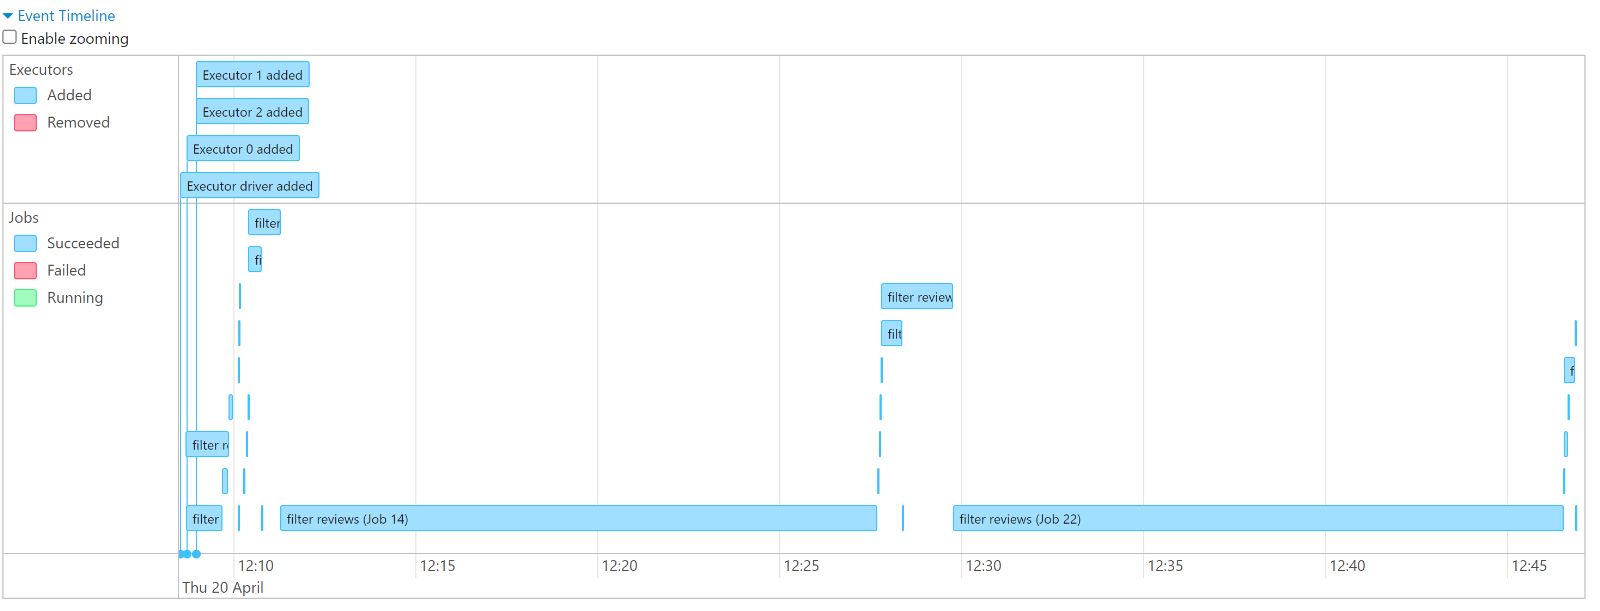 Event Timeline
Enable zooming
Executors
Added
Removed
Executor 1 added
Executor 2 added
Executor 0 added
Executor driver added
Jobs
Succeeded
Failed
Running
filter
fi
filter review
filt
f
filter r
filter
filter reviews (Job 14)
filter reviews (Job 22)
12:10
12:15
12:20
12:25
12:30
12:35
12:40
12:45
Thu 20 April